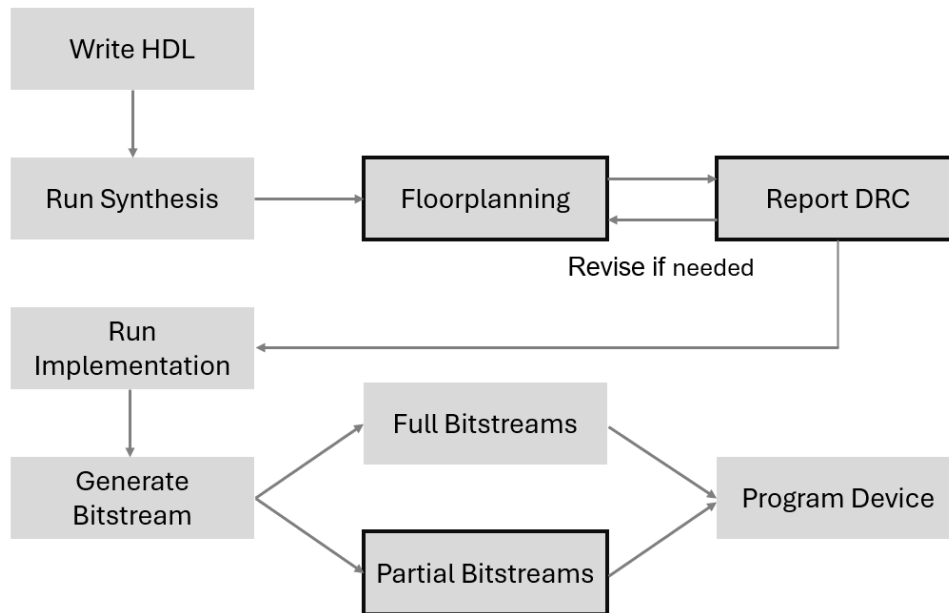 Write HDL
Run Synthesis
Floorplanning
Report DRC
Revise if needed
Run
Implementation
Full Bitstreams
Generate
Bitstream
Program Device
Partial Bitstreams